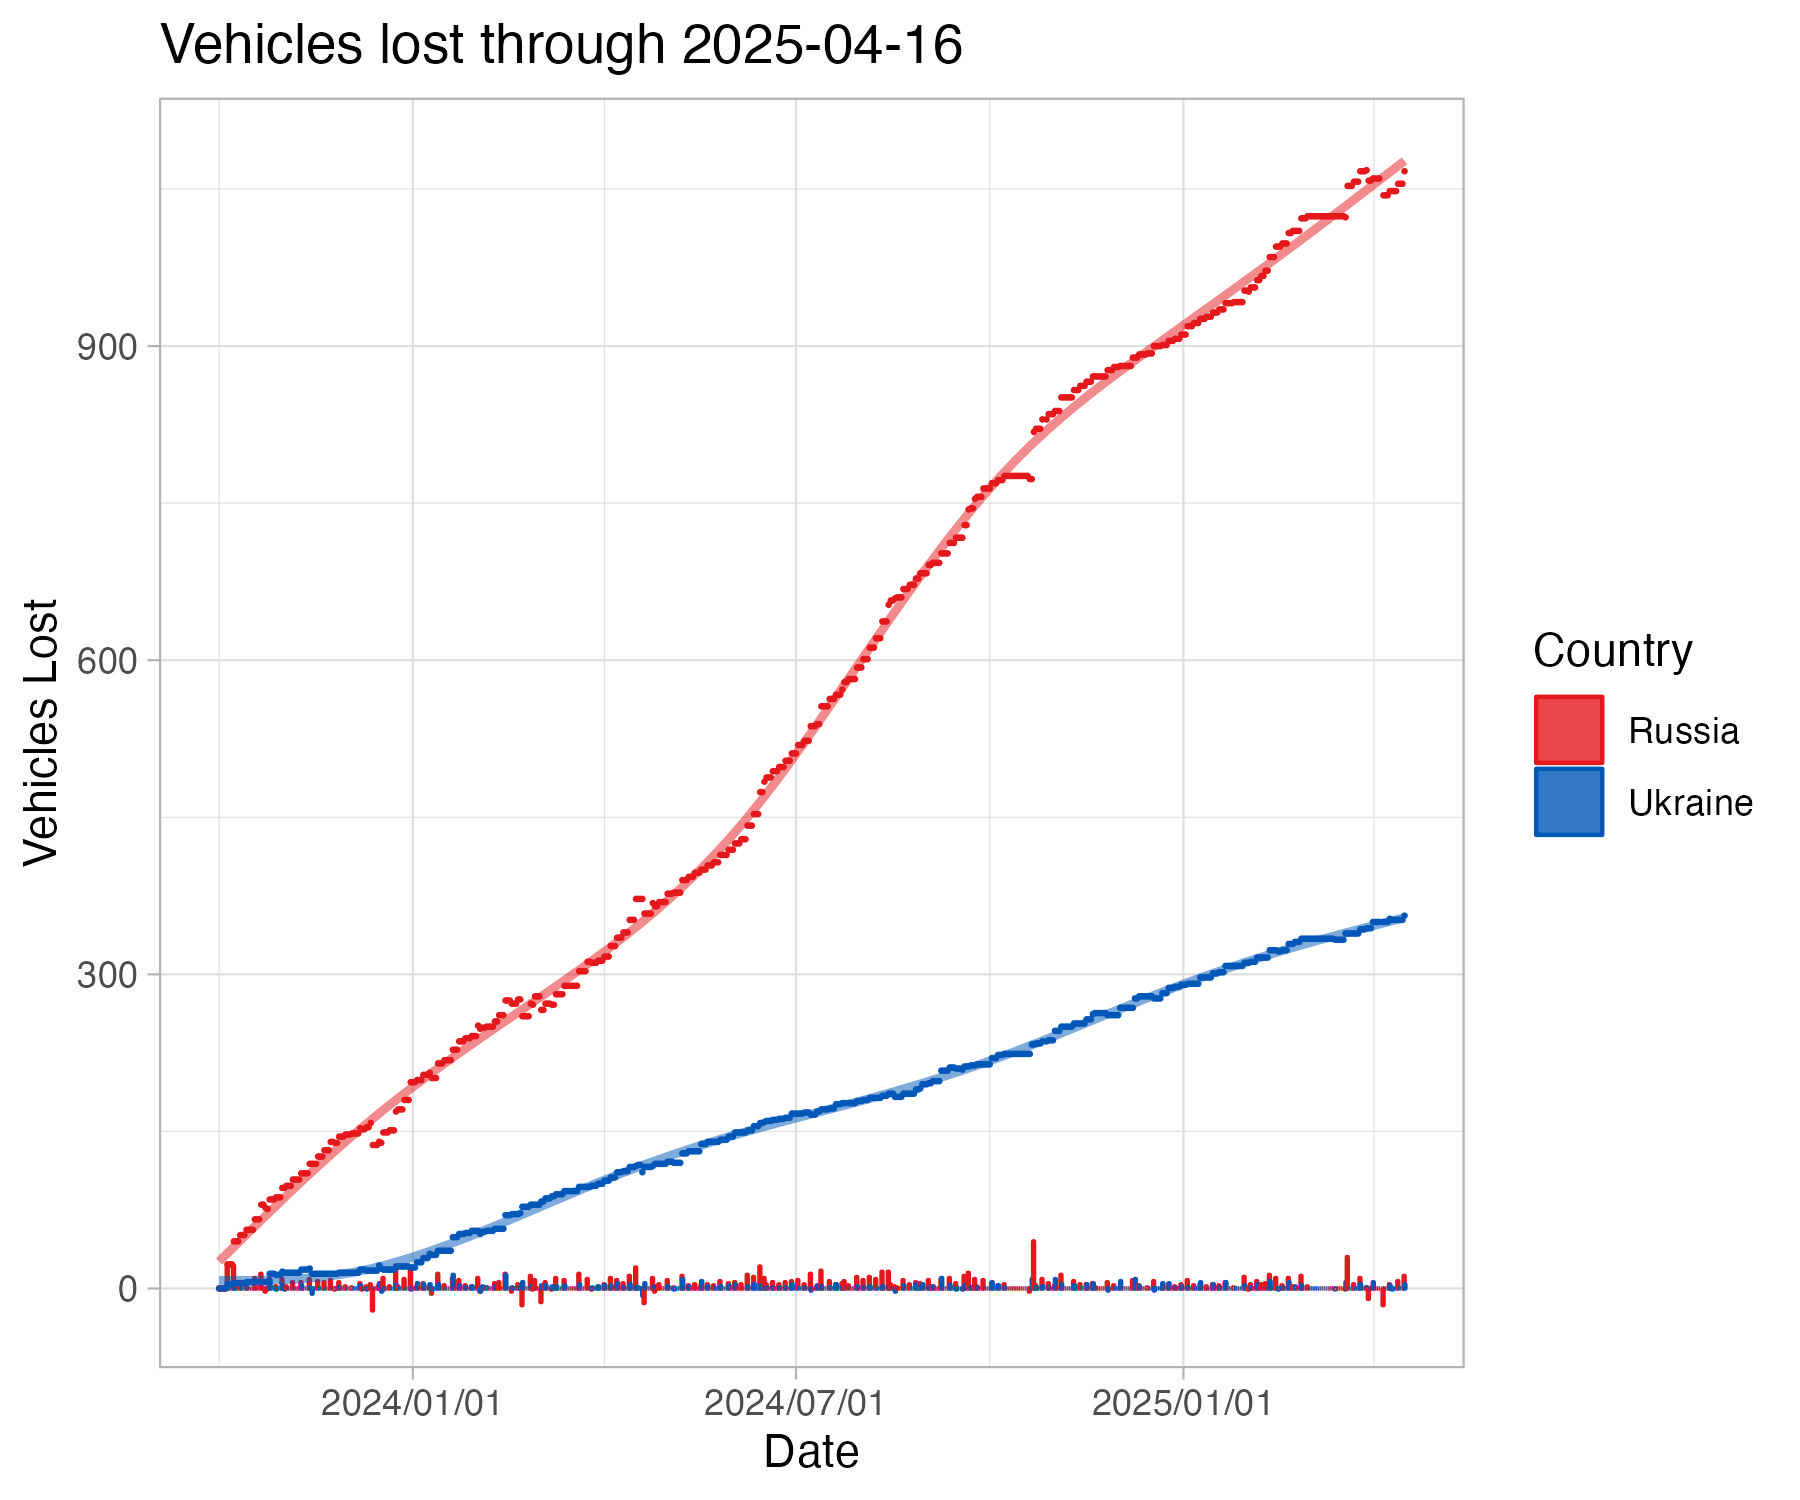 Vehicles lost through 2025-04-16
Vehicles Lost
900
600
300
0
2024/01/01
2024/07/01
2025/01/01
Date
Country
Russia
Ukraine